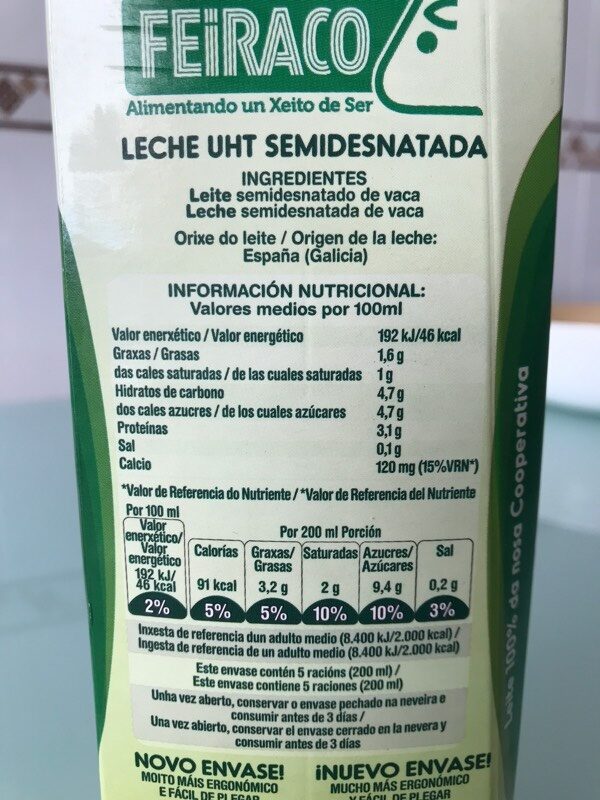 FEiRACO
Alimentando un Xeito de Ser
LECHE UHT SEMIDESNATADA
INGREDIENTES
Leite semidesnatado de vaca
Leche semidesnatada de vaca
Orixe do leite / Origen de la leche:
España (Galicia)
INFORMACIÓN NUTRICIONAL:
Valores medios por 100ml
Valor enerxético / Valor energético 192 kJ/46 kcal
Graxas / Grasas 1,6 g
das cales saturadas / de las cuales saturadas 1 g
Hidratos de carbono 4,7 g
dos cales azucres / de los cuales azúcares 4,7 g
Proteínas 3,1 g
Sal 0,1 g
Calcio 120 mg (15%VRN*)
*Valor de Referencia do Nutriente / *Valor de Referencia del Nutriente
Por 100 ml
Valor
enerxético/
Valor
energético
192 kJ/
46 kcal
2%
Por 200 ml Porción
Calorías Graxas/ Saturadas Azucres/ Sal
Grasas Azúcares
91 kcal 3,2 g 2 g 9,4 g 0,2 g
5% 5% 10% 10% 3%
Inxesta de referencia dun adulto medio (8.400 kJ/2.000 kcal) /
Ingesta de referencia de un adulto medio (8.400 kJ/2.000 kcal)
Este envase contén 5 racións (200 ml) /
Este envase contiene 5 raciones (200 ml)
Unha vez aberto, conservar o envase pechado na neveira e
consumir antes de 3 días /
Una vez abierto, conservar el envase cerrado en la nevera y
consumir antes de 3 días
NOVO ENVASE!
MOITO MÁIS ERGONÓMICO
E FÁCIL DE PLEGAR
¡NUEVO ENVASE!
MUCHO MÁS ERGONÓMICO
Y FÁCIL DE PLEGAR
Leite 100% da nosa Cooperativa